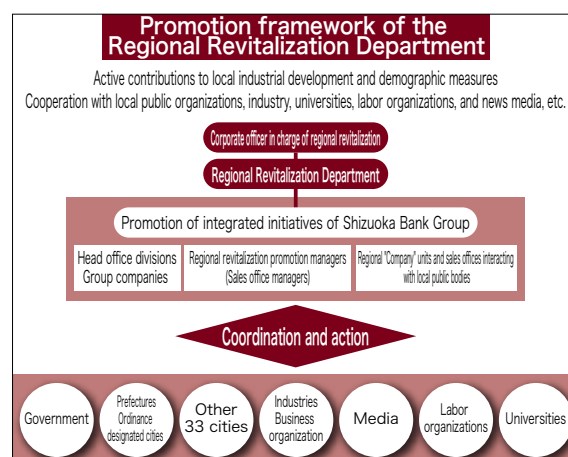 Promotion framework of the
Regional Revitalization Department
Active contributions to local industrial development and demographic measures
Cooperation with local public organizations, industry, universities, labor organizations, and news media, etc.
Corporate officer in charge of regional revitalization
Regional Revitalization Department
Promotion of integrated initiatives of Shizuoka Bank Group
Head office divisions
Group companies
Regional revitalization promotion managers
(Sales office managers)
Regional "Company" units and sales offices interacting
with local public bodies
Coordination and action
Government
Prefectures
Ordinance
designated cities
Other
33 cities
Industries
Business
organization
Media
Labor
organizations
Universities